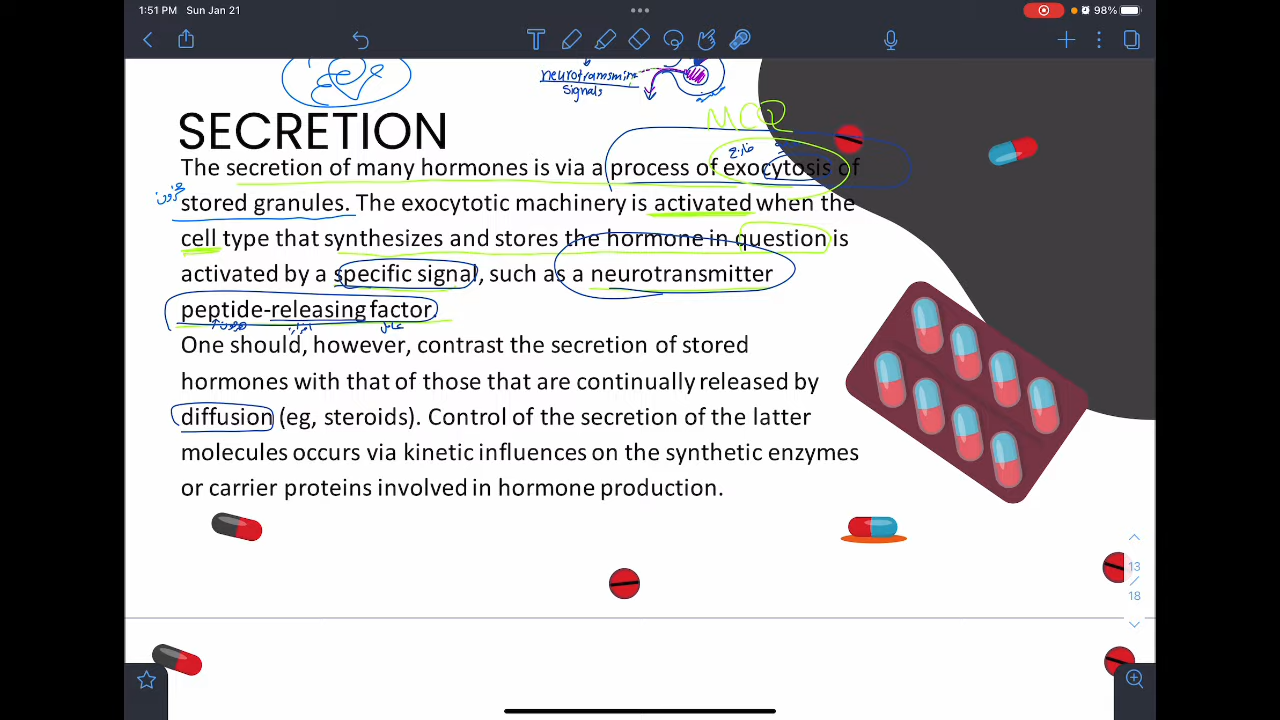 1:51 PM Sun Jan 21
98%
neurotransmi
signals
MCQ
SECRETION
خارج
The secretion of many hormones is via a process of exocytosis of
stored granules. The exocytotic machinery is activated when the
cell type that synthesizes and stores the hormone in question is
activated by a specific signal, such as a neurotransmitter
peptide-releasing factor.
هرمون افراز عامل
One should, however, contrast the secretion of stored
hormones with that of those that are continually released by
diffusion (eg, steroids). Control of the secretion of the latter
molecules occurs via kinetic influences on the synthetic enzymes
or carrier proteins involved in hormone production.
13
/
18